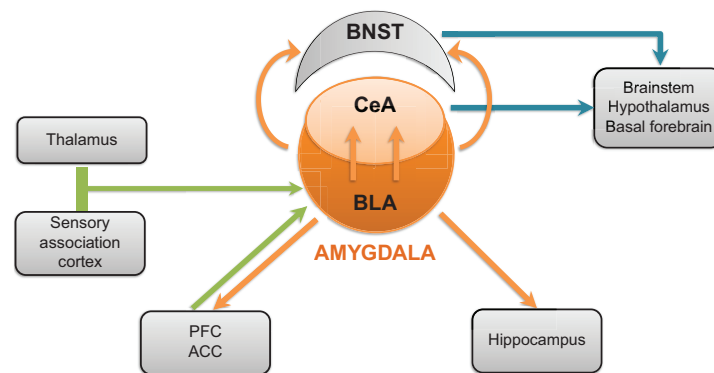 BNST
CeA
BLA
AMYGDALA
Brainstem
Hypothalamus
Basal forebrain
Thalamus
Sensory
association
cortex
PFC
ACC
Hippocampus